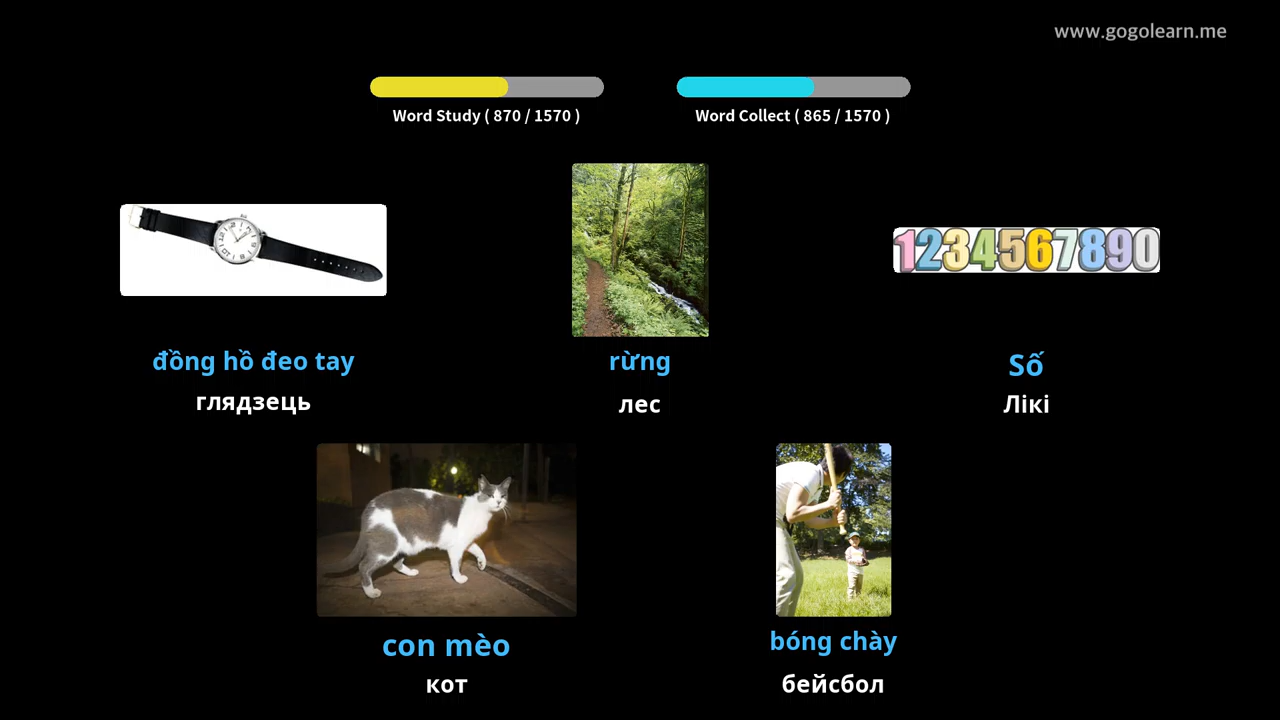 www.gogolearn.me
Word Study ( 870 / 1570 )
Word Collect ( 865 / 1570 )
1234567890
đồng hồ đeo tay
глядзець
rừng
лес
Số
Лікі
con mèo
кот
bóng chày
бейсбол